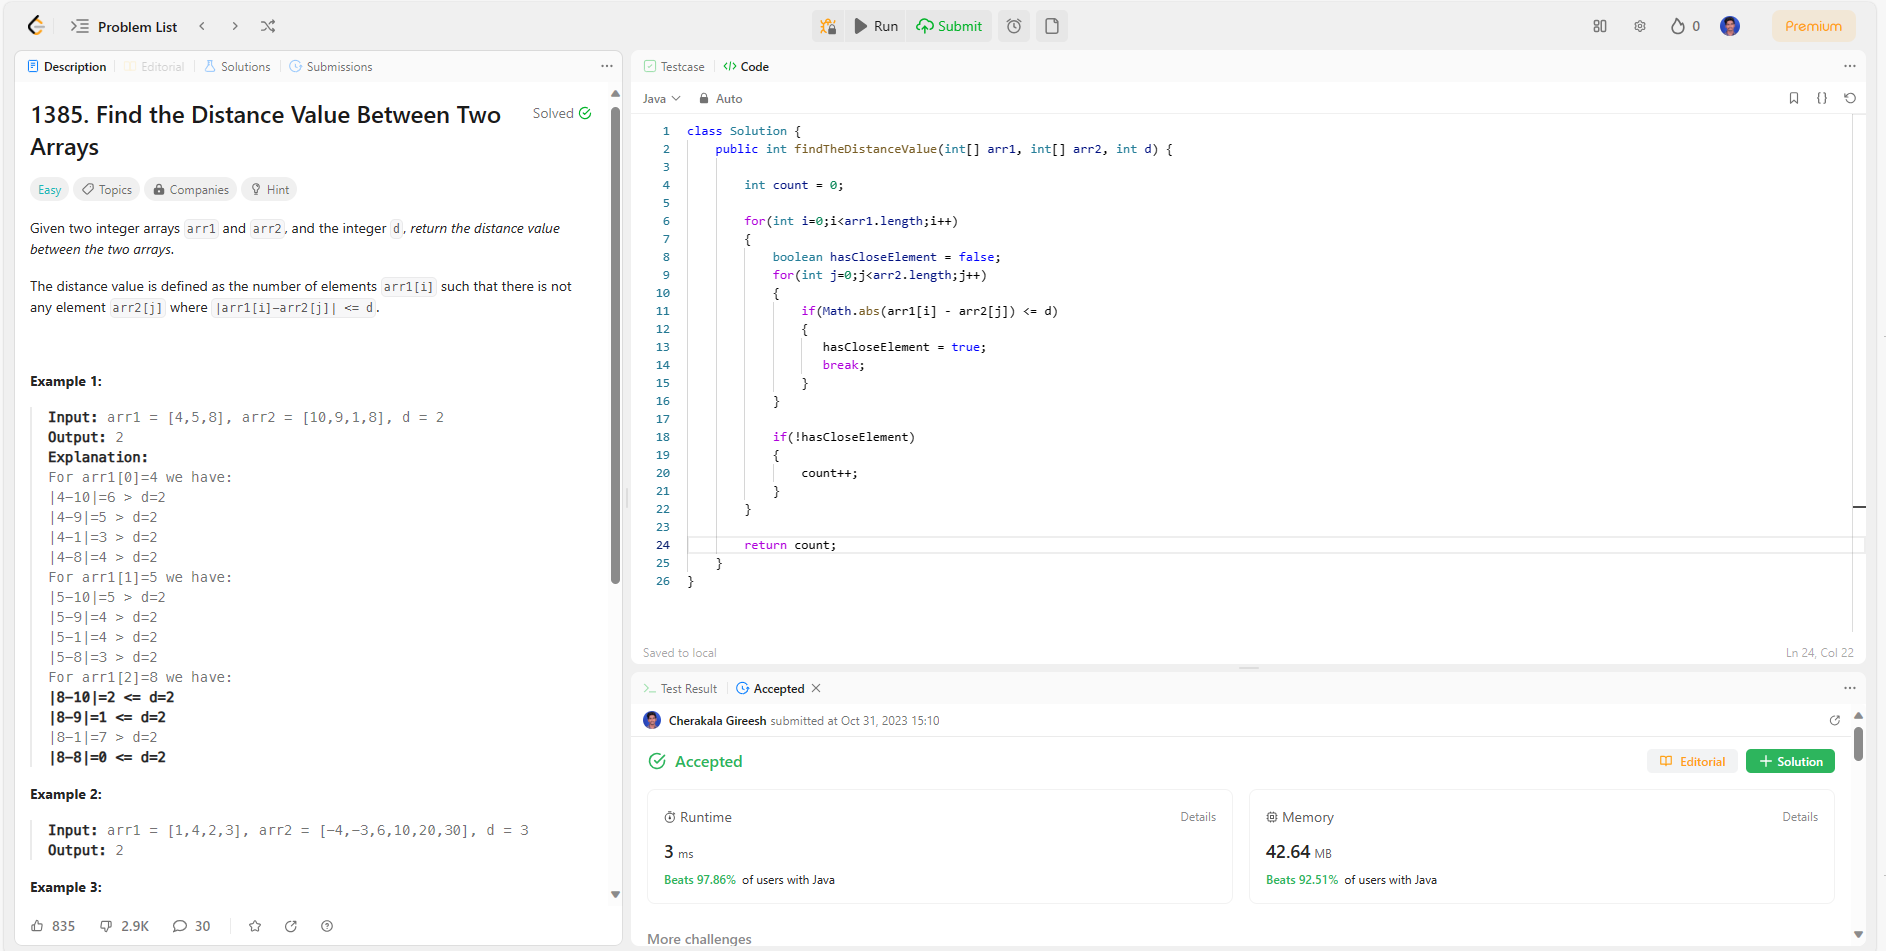 Problem List
Run
Submit
0
Premium
Description
Editorial
Solutions
Submissions
1385. Find the Distance Value Between Two
Arrays
Solved
Easy
Topics
Companies
Hint
Given two integer arrays arr1 and arr2, and the integer d, return the distance value
between the two arrays.
The distance value is defined as the number of elements arr1[i] such that there is not
any element arr2[j] where |arr1[i]-arr2[j]| <= d.
Example 1:
Input: arr1 = [4,5,8], arr2 = [10,9,1,8], d = 2
Output: 2
Explanation:
For arr1[0]=4 we have:
|4-10|=6 > d=2
|4-9|=5 > d=2
|4-1|=3 > d=2
|4-8|=4 > d=2
For arr1[1]=5 we have:
|5-10|=5 > d=2
|5-9|=4 > d=2
|5-1|=4 > d=2
|5-8|=3 > d=2
For arr1[2]=8 we have:
|8-10|=2 <= d=2
|8-9|=1 <= d=2
|8-1|=7 > d=2
|8-8|=0 <= d=2
Example 2:
Input: arr1 = [1,4,2,3], arr2 = [-4,-3,6,10,20,30], d = 3
Output: 2
Example 3:
835
2.9K
30
Testcase
</> Code
Java
Auto
{}
1 class Solution {
2 public int findTheDistanceValue(int[] arr1, int[] arr2, int d) {
3
4 int count = 0;
5
6 for(int i=0;i<arr1.length;i++)
7 {
8 boolean hasCloseElement = false;
9 for(int j=0;j<arr2.length;j++)
10 {
11 if(Math.abs(arr1[i] - arr2[j]) <= d)
12 {
13 hasCloseElement = true;
14 break;
15 }
16 }
17
18 if(!hasCloseElement)
19 {
20 count++;
21 }
22 }
23
24 return count;
25 }
26 }
Saved to local
Ln 24, Col 22
Test Result
Accepted
Cherakala Gireesh submitted at Oct 31, 2023 15:10
Accepted
Editorial
Solution
Runtime
Details
3 ms
Beats 97.86% of users with Java
Memory
Details
42.64 MB
Beats 92.51% of users with Java
More challenges